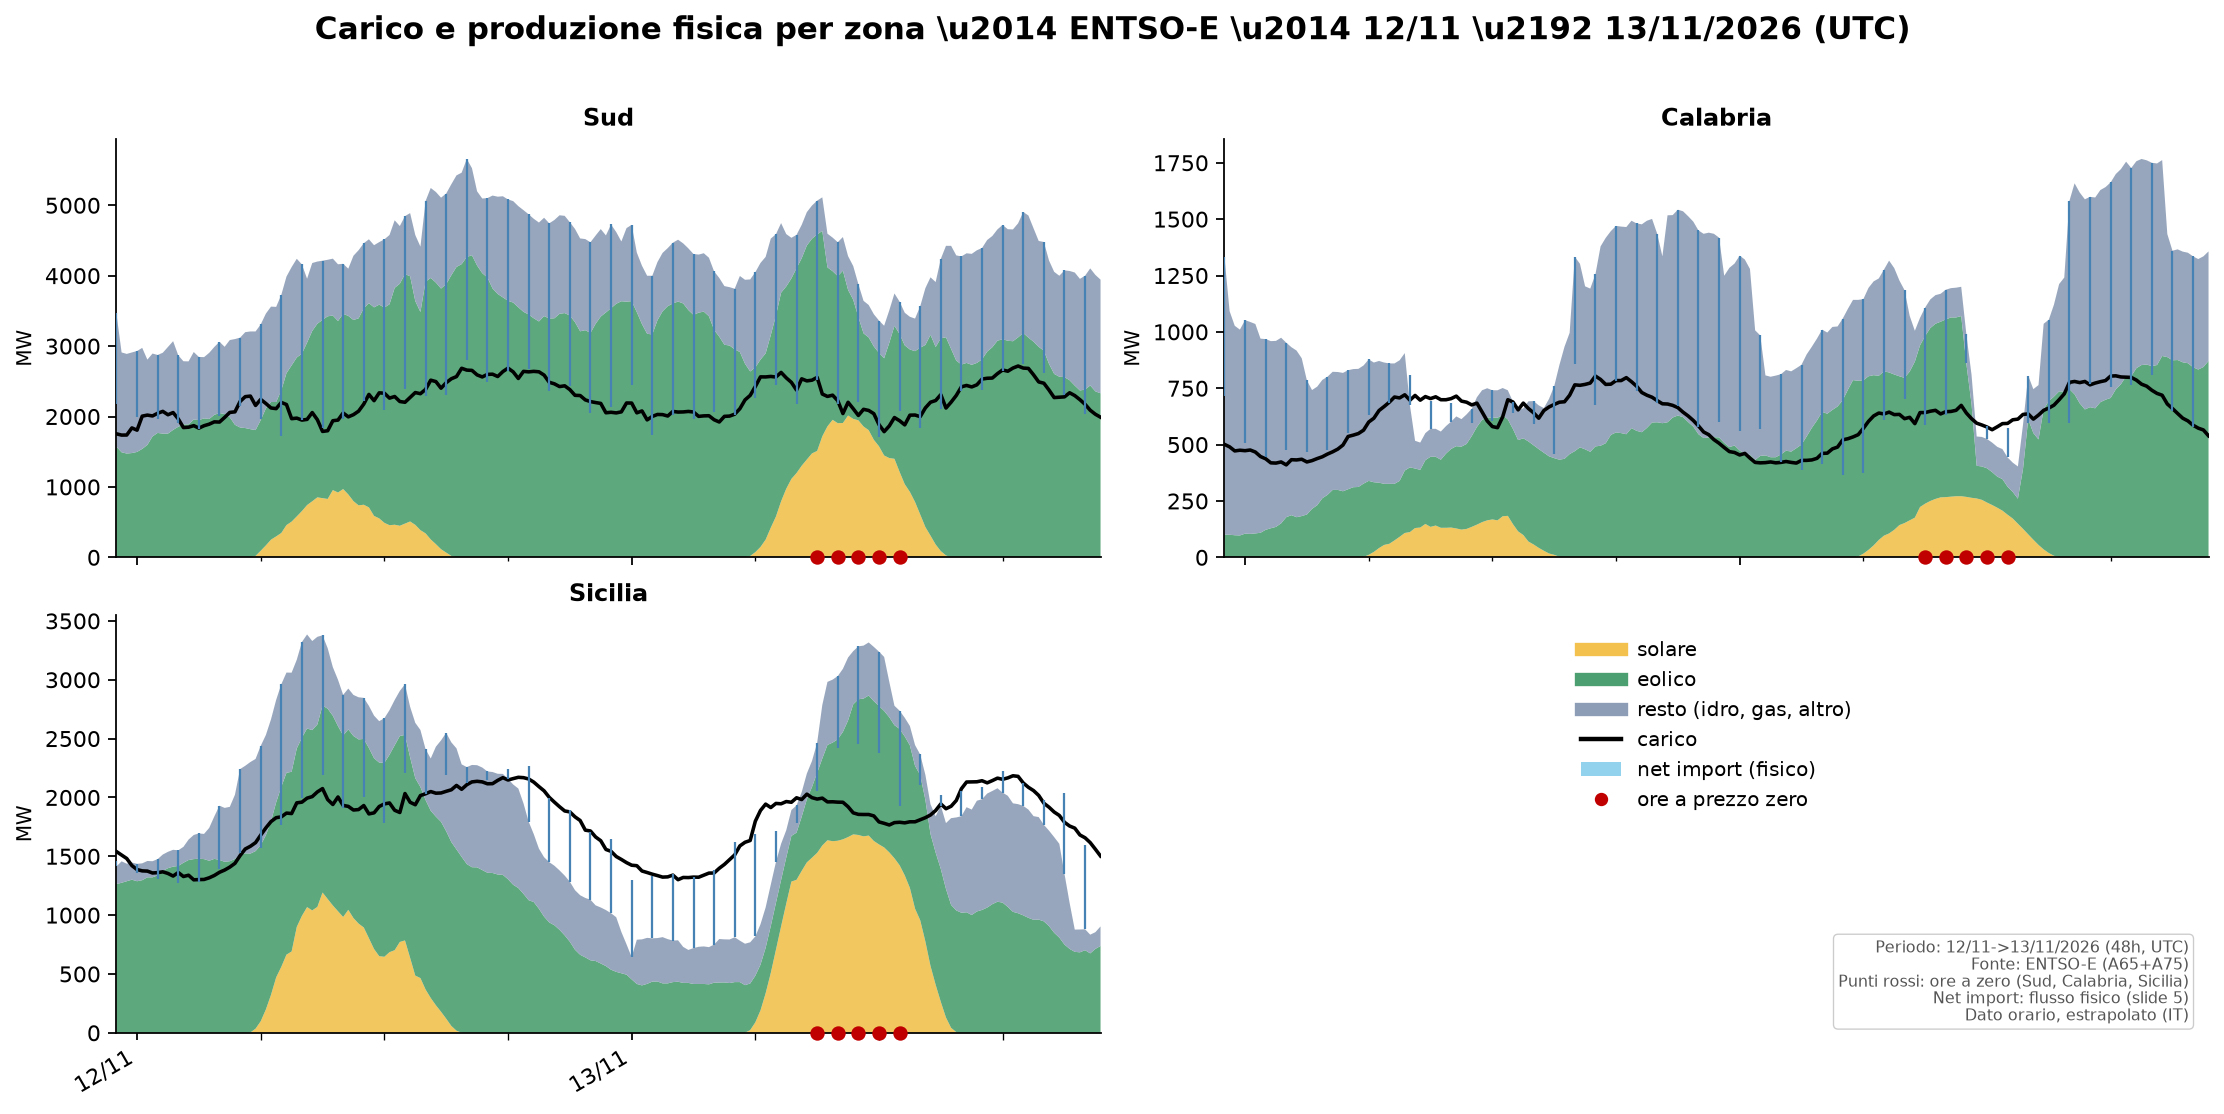 Carico e produzione fisica per zona \u2014 ENTSO-E \u2014 12/11 \u2192 13/11/2026 (UTC)
Sud
MW
5000
4000
3000
2000
1000
0
Calabria
MW
1750
1500
1250
1000
750
500
250
0
Sicilia
MW
3500
3000
2500
2000
1500
1000
500
0
12/11
13/11
solare
eolico
resto (idro, gas, altro)
carico
net import (fisico)
ore a prezzo zero
Periodo: 12/11->13/11/2026 (48h, UTC)
Fonte: ENTSO-E (A65+A75)
Punti rossi: ore a zero (Sud, Calabria, Sicilia)
Net import: flusso fisico (slide 5)
Dato orario, estrapolato (IT)